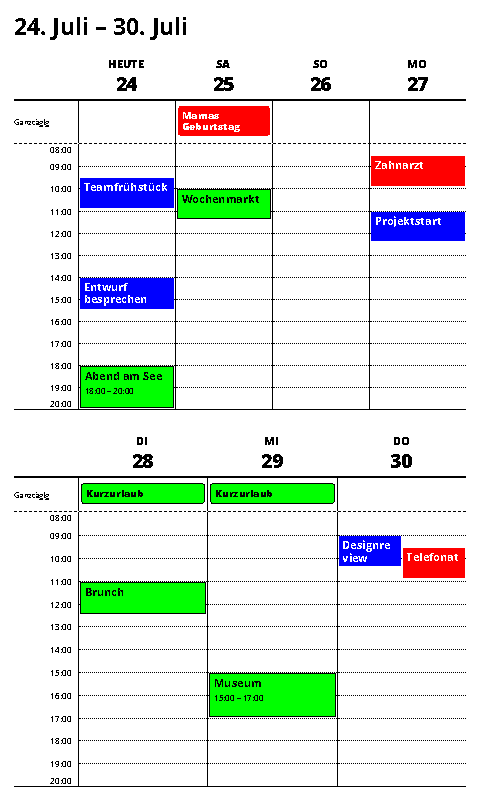 24. Juli – 30. Juli
HEUTE
24
SA
25
SO
26
MO
27
Ganztägig
Mamas
Geburtstag
08:00
09:00
10:00
11:00
12:00
13:00
14:00
15:00
16:00
17:00
18:00
19:00
20:00
Teamfrühstück
Entwurf
besprechen
Abend am See
18:00 – 20:00
Wochenmarkt
Zahnarzt
Projektstart
DI
28
MI
29
DO
30
Ganztägig
Kurzurlaub
Kurzurlaub
08:00
09:00
10:00
11:00
12:00
13:00
14:00
15:00
16:00
17:00
18:00
19:00
20:00
Brunch
Museum
15:00 – 17:00
Designre
view
Telefonat